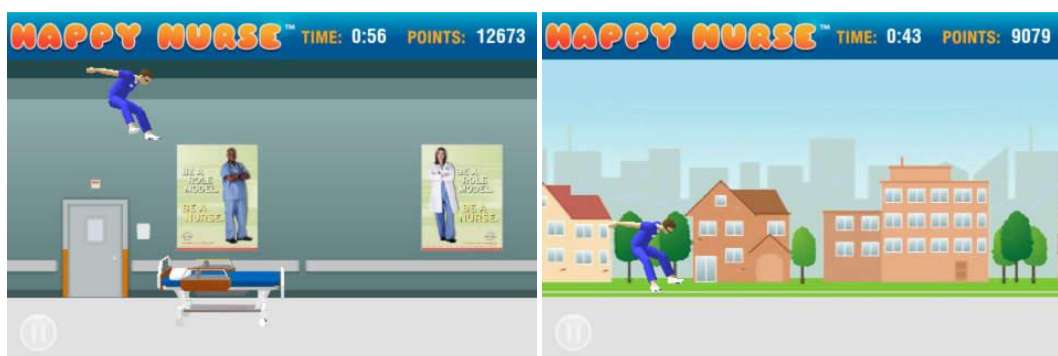 HAPPY NURSE™ TIME: 0:56 POINTS: 12673
BE A
ROLE
MODEL.
BE A
NURSE.
BE A
ROLE
MODEL.
BE A
NURSE.
HAPPY NURSE™ TIME: 0:43 POINTS: 9079